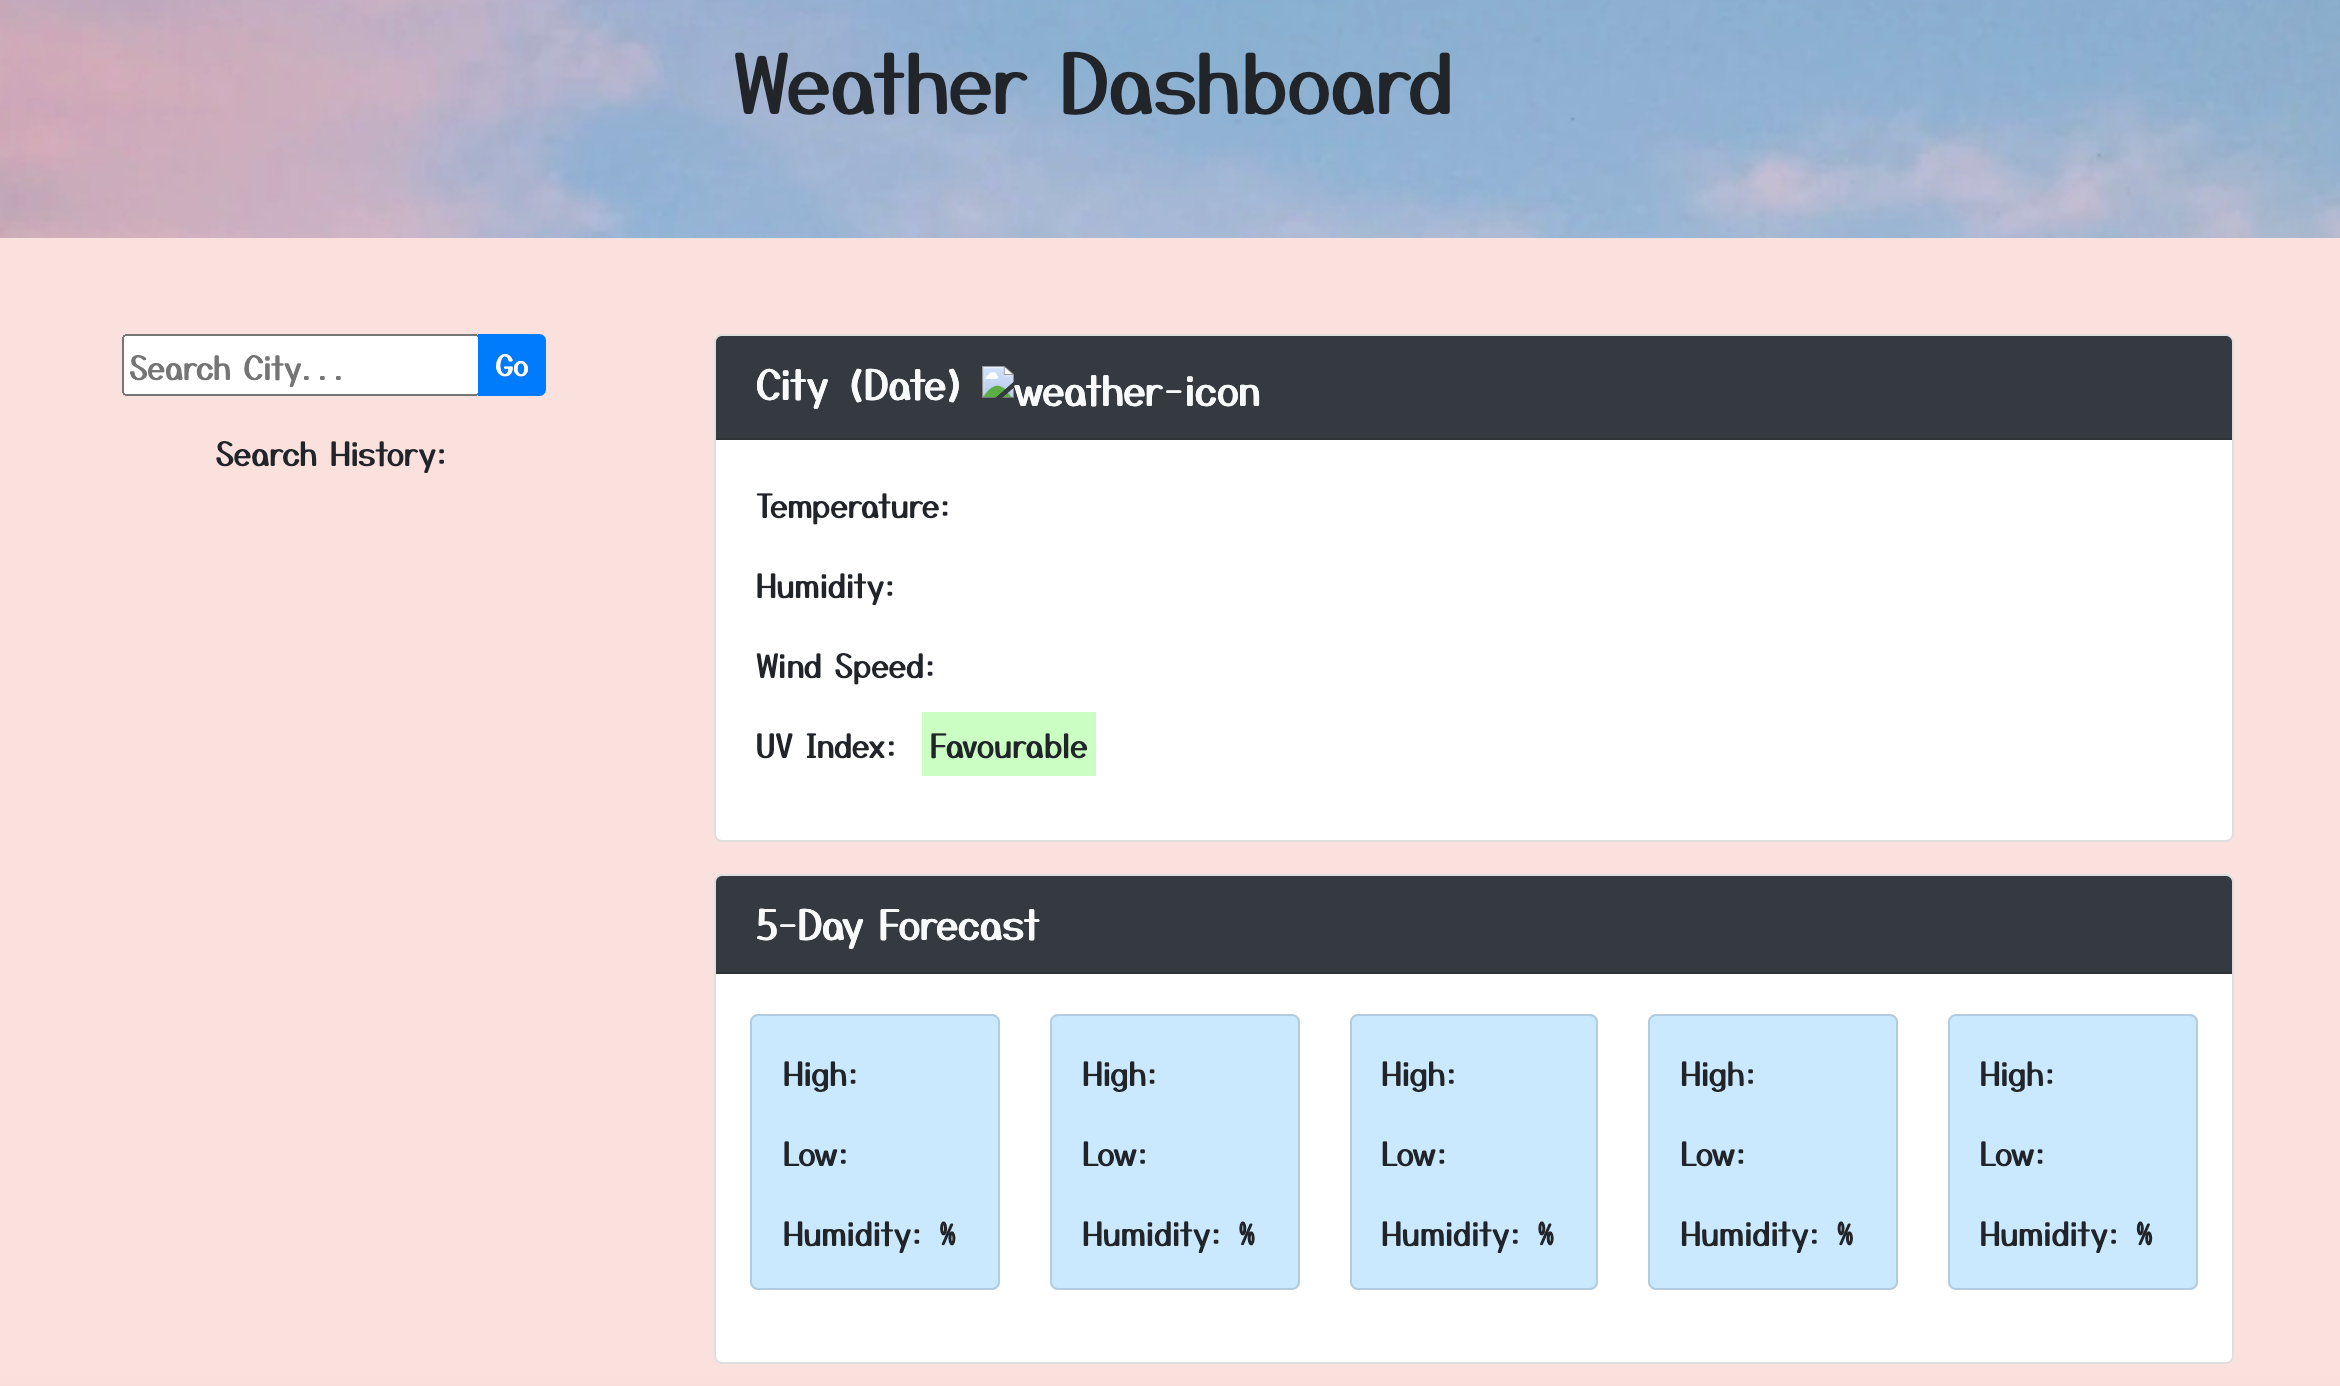 Weather Dashboard
Search City...
Go
Search History:
City (Date) weather-icon
Temperature:
Humidity:
Wind Speed:
UV Index: Favourable
5-Day Forecast
High:
Low:
Humidity: %
High:
Low:
Humidity: %
High:
Low:
Humidity: %
High:
Low:
Humidity: %
High:
Low:
Humidity: %